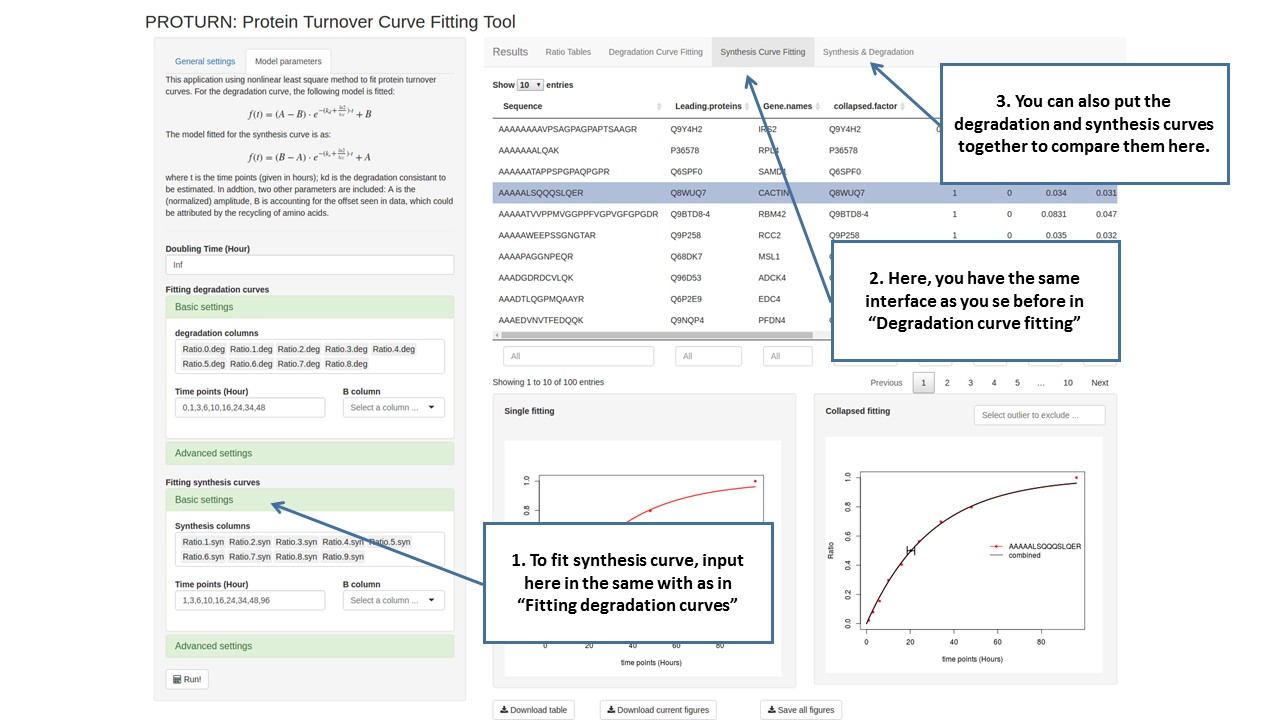 PROTURN: Protein Turnover Curve Fitting Tool
General settings
Model parameters
This application using nonlinear least square method to fit protein turnover
curves. For the degradation curve, the following model is fitted:
The model fitted for the synthesis curve is as:
where t is the time points (given in hours); kd is the degradation consistant to
be estimated. In addtion, two other parameters are included: A is the
(normalized) amplitude, B is accounting for the offset seen in data, which could
be attributed by the recycling of amino acids.
Doubling Time (Hour)
Inf
Fitting degradation curves
Basic settings
degradation columns
Ratio.0.deg Ratio.1.deg Ratio.2.deg Ratio.3.deg Ratio.4.deg
Ratio.5.deg Ratio.6.deg Ratio.7.deg Ratio.8.deg
Time points (Hour) B column
0,1,3,6,10,16,24,34,48 Select a column ...
Advanced settings
Fitting synthesis curves
Basic settings
Synthesis columns
Ratio.1.syn Ratio.2.syn Ratio.3.syn Ratio.4.syn Ratio.5.syn
Ratio.6.syn Ratio.7.syn Ratio.8.syn Ratio.9.syn
Time points (Hour) B column
1,3,6,10,16,24,34,48,96 Select a column ...
Advanced settings
Run!
Results Ratio Tables Degradation Curve Fitting Synthesis Curve Fitting Synthesis & Degradation
Show 10 entries
Sequence Leading.proteins Gene.names collapsed.factor
AAAAAAAAVPSAGPAGPAPTSAAGR Q9Y4H2 IRS2 Q9Y4H2
AAAAAAALQAK P36578 RPL4 P36578
AAAAAATAPPSPGPAQPGPR Q6SPF0 SAMD1 Q6SPF0
AAAAALSQQQSLQER Q8WUQ7 CACTIN Q8WUQ7 1 0 0.034 0.031
AAAAATVVPPMVGGPPFVGPVGFGPGDR Q9BTD8-4 RBM42 Q9BTD8-4 1 0 0.0831 0.047
AAAAAWEEPSSGNGTAR Q9P258 RCC2 Q9P258 1 0 0.035 0.032
AAAAPAGGNPEQR Q68DK7 MSL1
AAADGDRDCVLQK Q96D53 ADCK4
AAADTLQGPMQAAYR Q6P2E9 EDC4
AAAEDVNVTFEDQQK Q9NQP4 PFDN4
All All All
Showing 1 to 10 of 100 entries
Previous 1 2 3 4 5 ... 10 Next
Single fitting
1.0
0.8
0 20 40 60 80
time points (Hours)
Collapsed fitting
Select outlier to exclude ...
Ratio
1.0
0.8
0.6
0.4
0.2
0.0
AAAAALSQQQSLQER
combined
0 20 40 60 80
time points (Hours)
Download table Download current figures Save all figures
1. To fit synthesis curve, input
here in the same with as in
“Fitting degradation curves”
2. Here, you have the same
interface as you se before in
“Degradation curve fitting”
3. You can also put the
degradation and synthesis curves
together to compare them here.